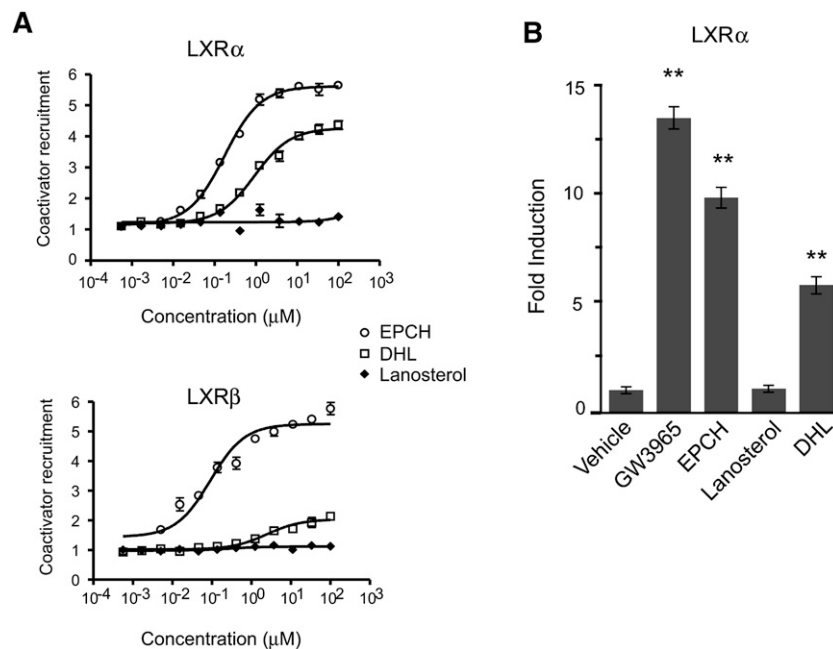 A
LXRα
Coactivator recruitment
6
5
4
3
2
1
0
10-4 10-3 10-2 10-1 100 101 102 103
Concentration (μM)
EPCH
DHL
Lanosterol
LXRβ
Coactivator recruitment
6
5
4
3
2
1
0
10-4 10-3 10-2 10-1 100 101 102 103
Concentration (μM)
B
LXRα
Fold Induction
15
10
5
0
**
**
**
Vehicle
GW3965
EPCH
Lanosterol
DHL